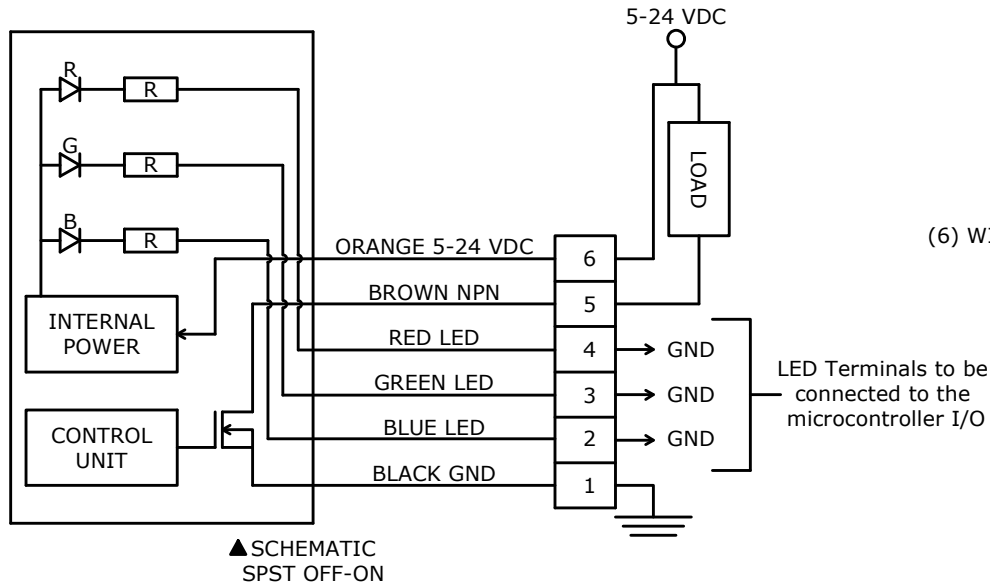 5-24 VDC
R
R
G
R
B
R
LOAD
ORANGE 5-24 VDC
6
BROWN NPN
5
INTERNAL
POWER
RED LED
4
GND
GREEN LED
3
GND
BLUE LED
2
GND
LED Terminals to be
connected to the
microcontroller I/O
CONTROL
UNIT
BLACK GND
1
▲SCHEMATIC
SPST OFF-ON
(6)